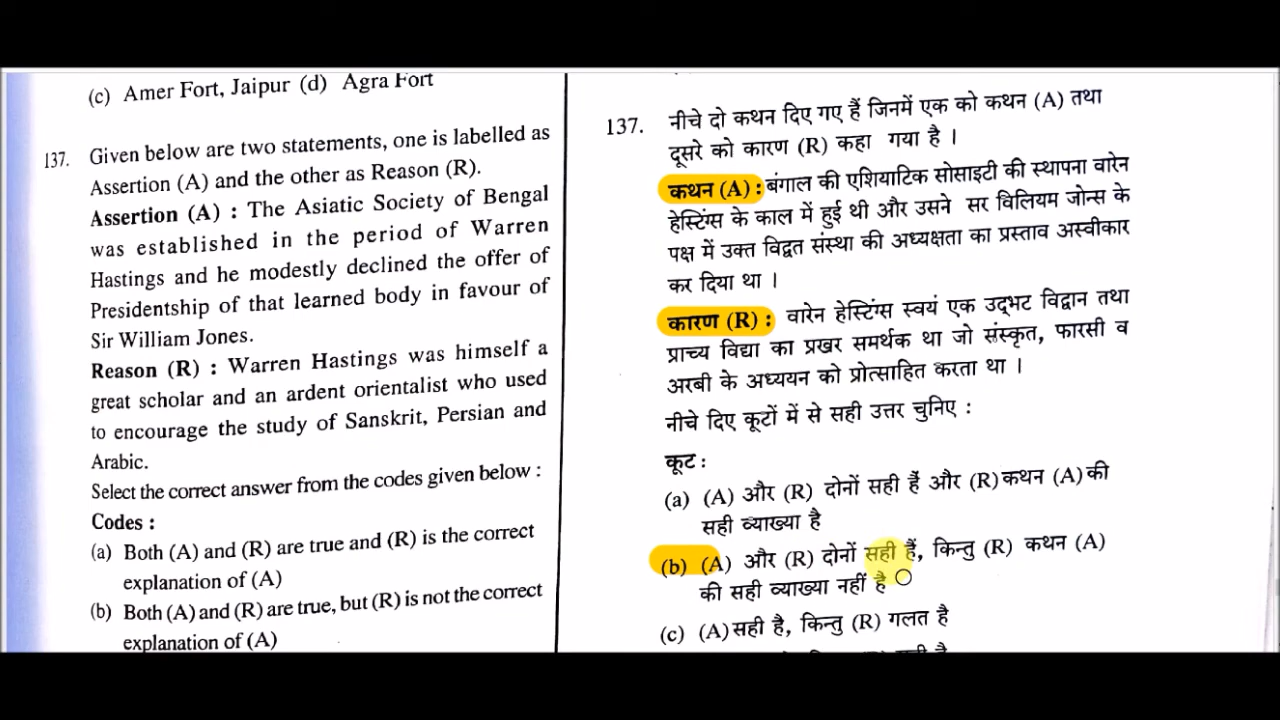 (c) Amer Fort, Jaipur (d) Agra Fort
137. Given below are two statements, one is labelled as
Assertion (A) and the other as Reason (R).
Assertion (A) : The Asiatic Society of Bengal
was established in the period of Warren
Hastings and he modestly declined the offer of
Presidentship of that learned body in favour of
Sir William Jones.
Reason (R) : Warren Hastings was himself a
great scholar and an ardent orientalist who used
to encourage the study of Sanskrit, Persian and
Arabic.
Select the correct answer from the codes given below :
Codes :
(a) Both (A) and (R) are true and (R) is the correct
explanation of (A)
(b) Both (A) and (R) are true, but (R) is not the correct
explanation of (A)
137. नीचे दो कथन दिए गए हैं जिनमें एक को कथन (A) तथा
दूसरे को कारण (R) कहा गया है ।
कथन (A) : बंगाल की एशियाटिक सोसाइटी की स्थापना वारेन
हेस्टिंग्स के काल में हुई थी और उसने सर विलियम जोन्स के
पक्ष में उक्त विद्वत संस्था की अध्यक्षता का प्रस्ताव अस्वीकार
कर दिया था ।
कारण (R) : वारेन हेस्टिंग्स स्वयं एक उद्भट विद्वान तथा
प्राच्य विद्या का प्रखर समर्थक था जो संस्कृत, फारसी व
अरबी के अध्ययन को प्रोत्साहित करता था ।
नीचे दिए कूटों में से सही उत्तर चुनिए :
कूट :
(a) (A) और (R) दोनों सही हैं और (R) कथन (A) की
सही व्याख्या है
(b) (A) और (R) दोनों सही हैं, किन्तु (R) कथन (A)
की सही व्याख्या नहीं है
(c) (A) सही है, किन्तु (R) गलत है